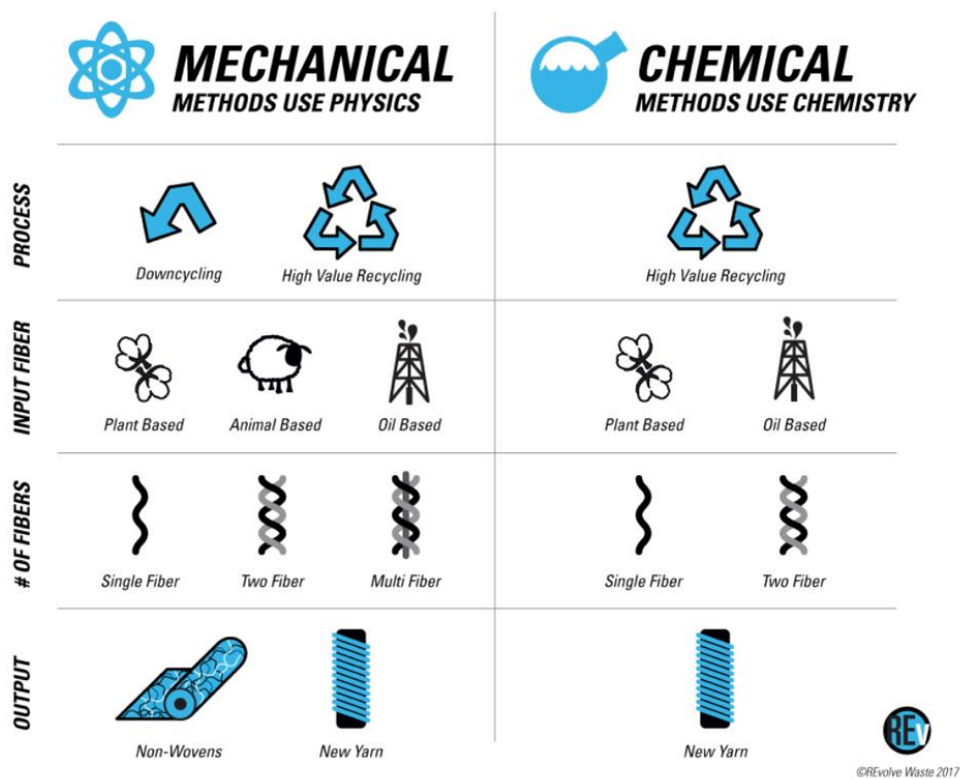 MECHANICAL
METHODS USE PHYSICS
CHEMICAL
METHODS USE CHEMISTRY
PROCESS
Downcycling
High Value Recycling
High Value Recycling
INPUT FIBER
Plant Based
Animal Based
Oil Based
Plant Based
Oil Based
# OF FIBERS
Single Fiber
Two Fiber
Multi Fiber
Single Fiber
Two Fiber
OUTPUT
Non-Wovens
New Yarn
New Yarn
REv
©REvolve Waste 2017